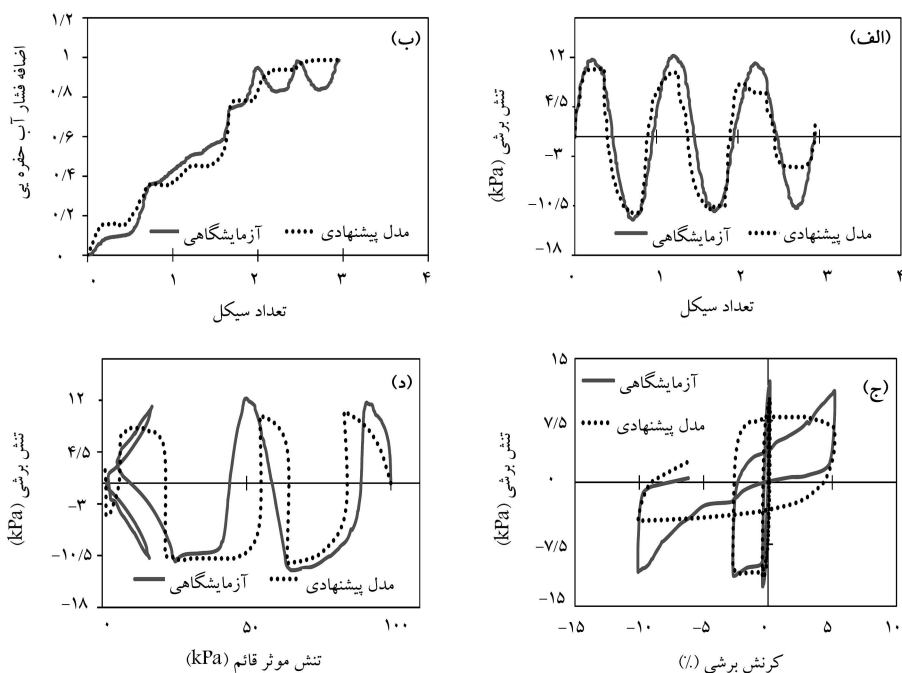 (الف)
۱۲
۴/۵
−۳
−۱۰/۵
−۱۸
تنش برشی (kPa)
آزمایشگاهی
مدل پیشنهادی
۰ ۱ ۲ ۳ ۴
تعداد سیکل
(ب)
۱/۲
۱
۰/۸
۰/۶
۰/۴
۰/۲
۰
اضافه فشار آب حفره یی
آزمایشگاهی
مدل پیشنهادی
۰ ۱ ۲ ۳ ۴
تعداد سیکل
(ج)
۱۵
۷/۵
۰
−۷/۵
−۱۵
تنش برشی (kPa)
آزمایشگاهی
مدل پیشنهادی
−۱۵ −۱۰ −۵ ۰ ۵ ۱۰
کرنش برشی (٪)
(د)
۱۲
۴/۵
−۳
−۱۰/۵
−۱۸
تنش برشی (kPa)
آزمایشگاهی
مدل پیشنهادی
۰ ۵۰ ۱۰۰
تنش موثر قائم (kPa)